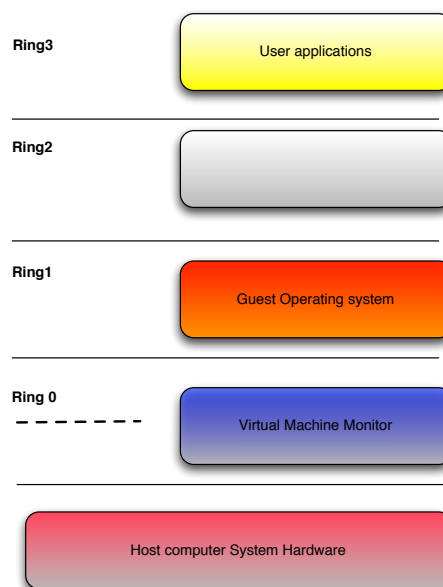 Ring3
User applications
Ring2
Ring1
Guest Operating system
Ring 0
Virtual Machine Monitor
Host computer System Hardware